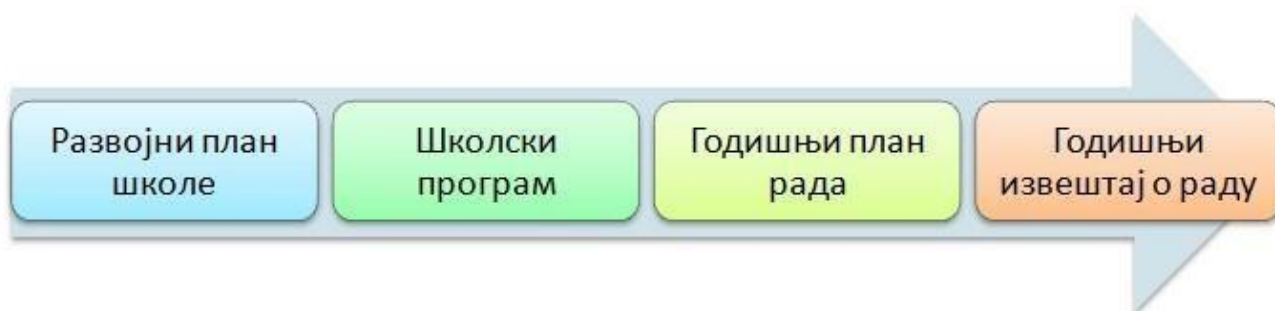 Развојни план
школе
Школски
програм
Годишњи план
рада
Годишњи
извештај о раду